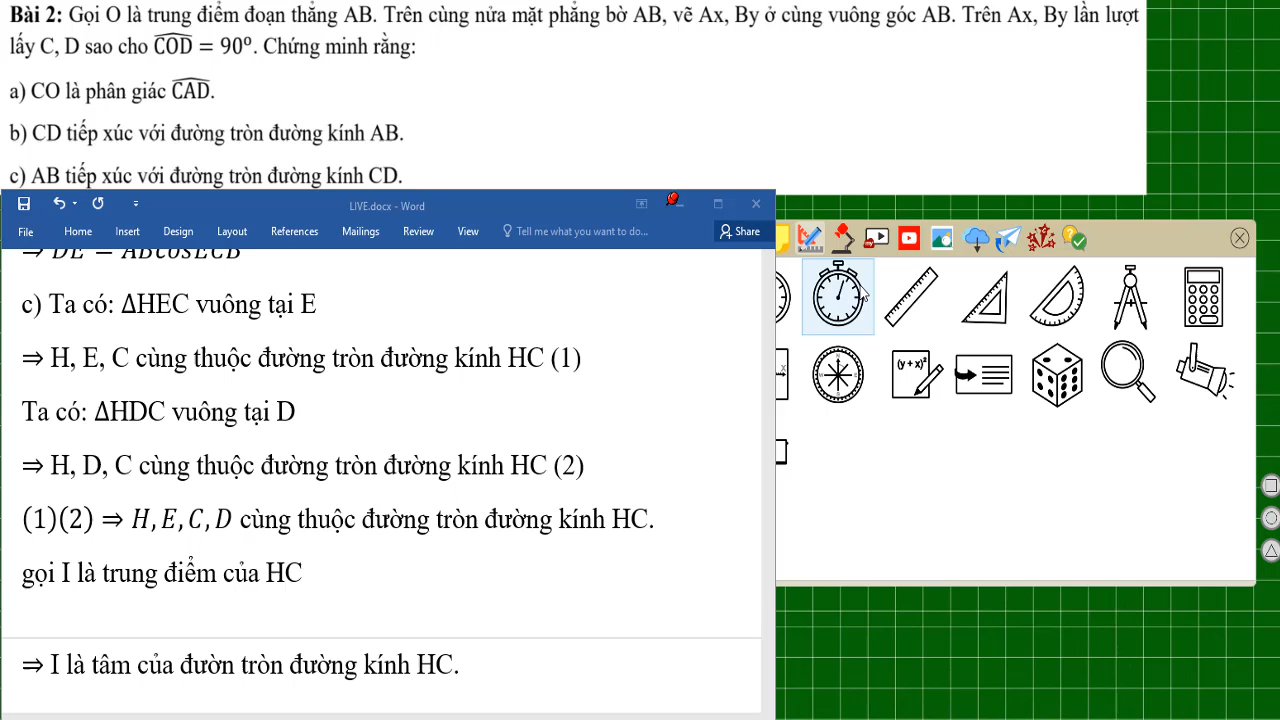 Bài 2: Gọi O là trung điểm đoạn thẳng AB. Trên cùng nửa mặt phẳng bờ AB, vẽ Ax, By ở cùng vuông góc AB. Trên Ax, By lần lượt
lấy C, D sao cho \widehat{COD} = 90°. Chứng minh rằng:
a) CO là phân giác \widehat{CAD}.
b) CD tiếp xúc với đường tròn đường kính AB.
c) AB tiếp xúc với đường tròn đường kính CD.
LIVE.docx - Word
File Home Insert Design Layout References Mailings Review View Tell me what you want to do... Share
⇒ DE = ABcosECB
c) Ta có: ΔHEC vuông tại E
⇒ H, E, C cùng thuộc đường tròn đường kính HC (1)
Ta có: ΔHDC vuông tại D
⇒ H, D, C cùng thuộc đường tròn đường kính HC (2)
(1)(2) ⇒ H, E, C, D cùng thuộc đường tròn đường kính HC.
gọi I là trung điểm của HC
⇒ I là tâm của đườn tròn đường kính HC.
(y + x)²